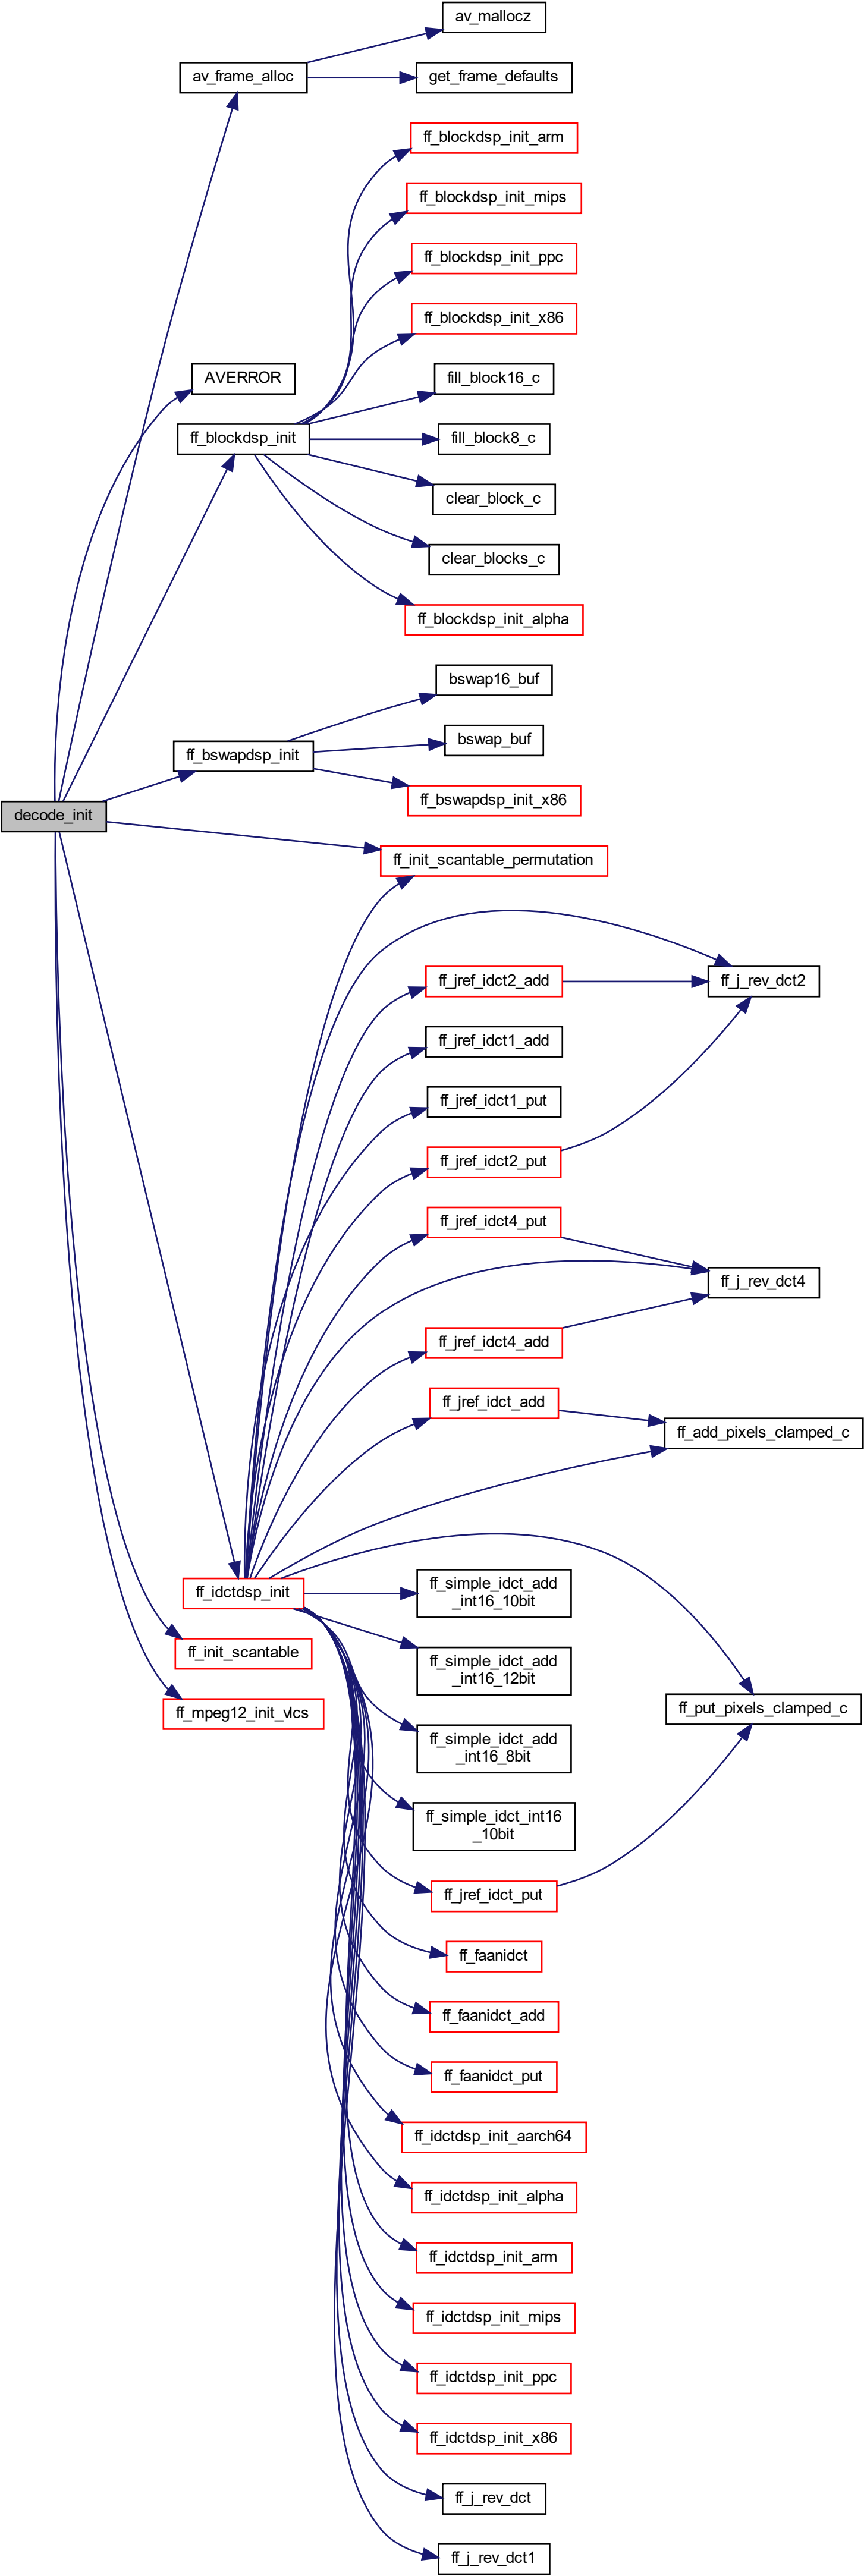 av_mallocz
av_frame_alloc
get_frame_defaults
ff_blockdsp_init_arm
ff_blockdsp_init_mips
ff_blockdsp_init_ppc
ff_blockdsp_init_x86
AVERROR
fill_block16_c
ff_blockdsp_init
fill_block8_c
clear_block_c
clear_blocks_c
ff_blockdsp_init_alpha
bswap16_buf
bswap_buf
ff_bswapdsp_init
ff_bswapdsp_init_x86
decode_init
ff_init_scantable_permutation
ff_jref_idct2_add
ff_j_rev_dct2
ff_jref_idct1_add
ff_jref_idct1_put
ff_jref_idct2_put
ff_jref_idct4_put
ff_j_rev_dct4
ff_jref_idct4_add
ff_jref_idct_add
ff_add_pixels_clamped_c
ff_idctdsp_init
ff_simple_idct_add
_int16_10bit
ff_init_scantable
ff_simple_idct_add
_int16_12bit
ff_mpeg12_init_vlcs
ff_put_pixels_clamped_c
ff_simple_idct_add
_int16_8bit
ff_simple_idct_int16
_10bit
ff_jref_idct_put
ff_faanidct
ff_faanidct_add
ff_faanidct_put
ff_idctdsp_init_aarch64
ff_idctdsp_init_alpha
ff_idctdsp_init_arm
ff_idctdsp_init_mips
ff_idctdsp_init_ppc
ff_idctdsp_init_x86
ff_j_rev_dct
ff_j_rev_dct1